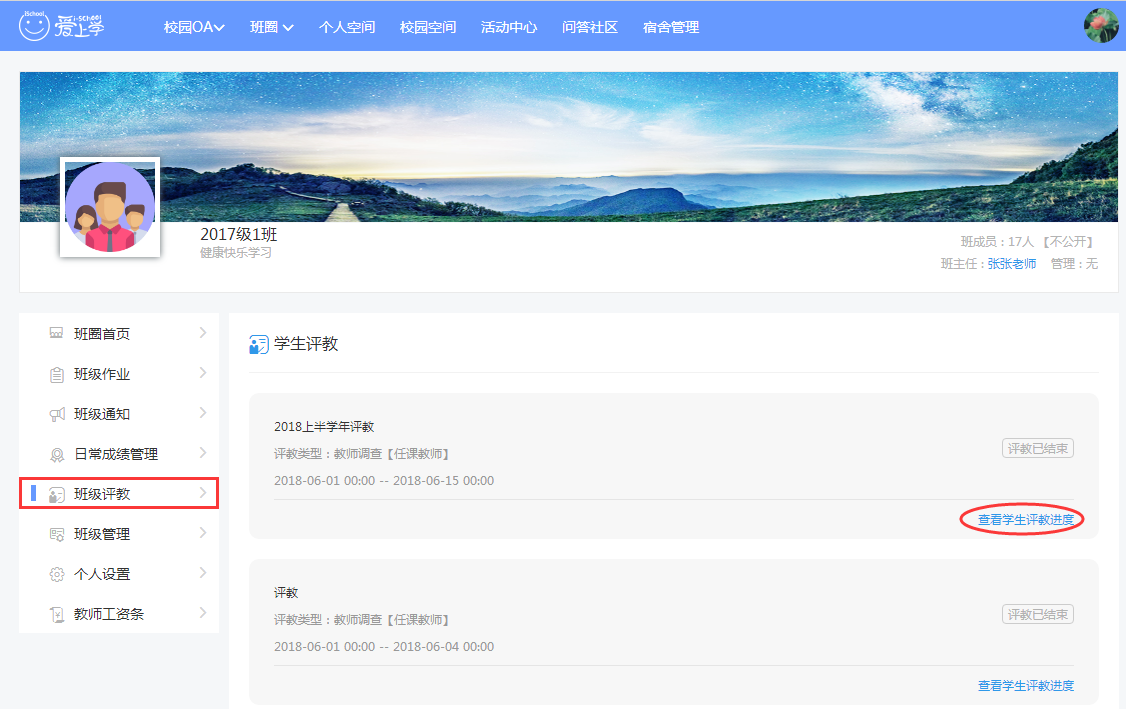 iSchool
i-SCHOOL
爱上学
校园OA 班圈 个人空间 校园空间 活动中心 问答社区 宿舍管理
2017级1班
健康快乐学习
班成员：17人 【不公开】
班主任：张张老师 管理：无
班圈首页
班级作业
班级通知
日常成绩管理
班级评教
班级管理
个人设置
教师工资条
学生评教
2018上半学年评教
评教类型：教师调查【任课教师】
评教已结束
2018-06-01 00:00 -- 2018-06-15 00:00
查看学生评教进度
评教
评教类型：教师调查【任课教师】
评教已结束
2018-06-01 00:00 -- 2018-06-04 00:00
查看学生评教进度